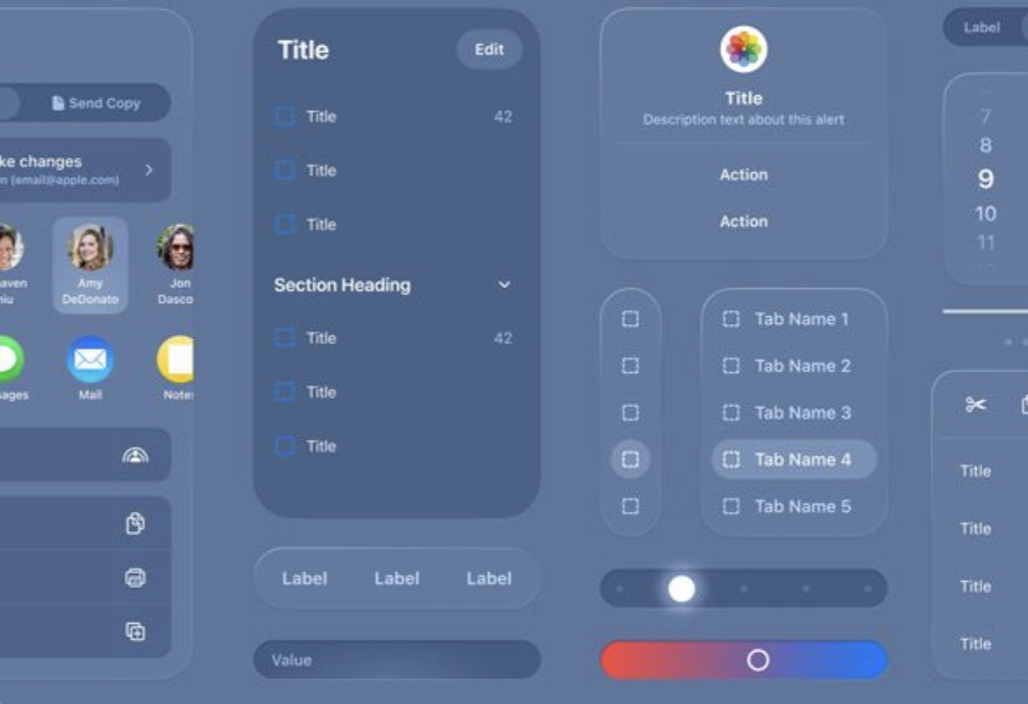 Send Copy
ke changes
n (email@apple.com)
aven
Amy
Jon
niu
DeDonato
Dasco
sages
Mail
Notes
Title
Edit
Title
42
Title
Title
Section Heading
Title
42
Title
Title
Label
Label
Label
Value
Title
Description text about this alert
Action
Action
Tab Name 1
Tab Name 2
Tab Name 3
Tab Name 4
Tab Name 5
Label
7
8
9
10
11
Title
Title
Title
Title